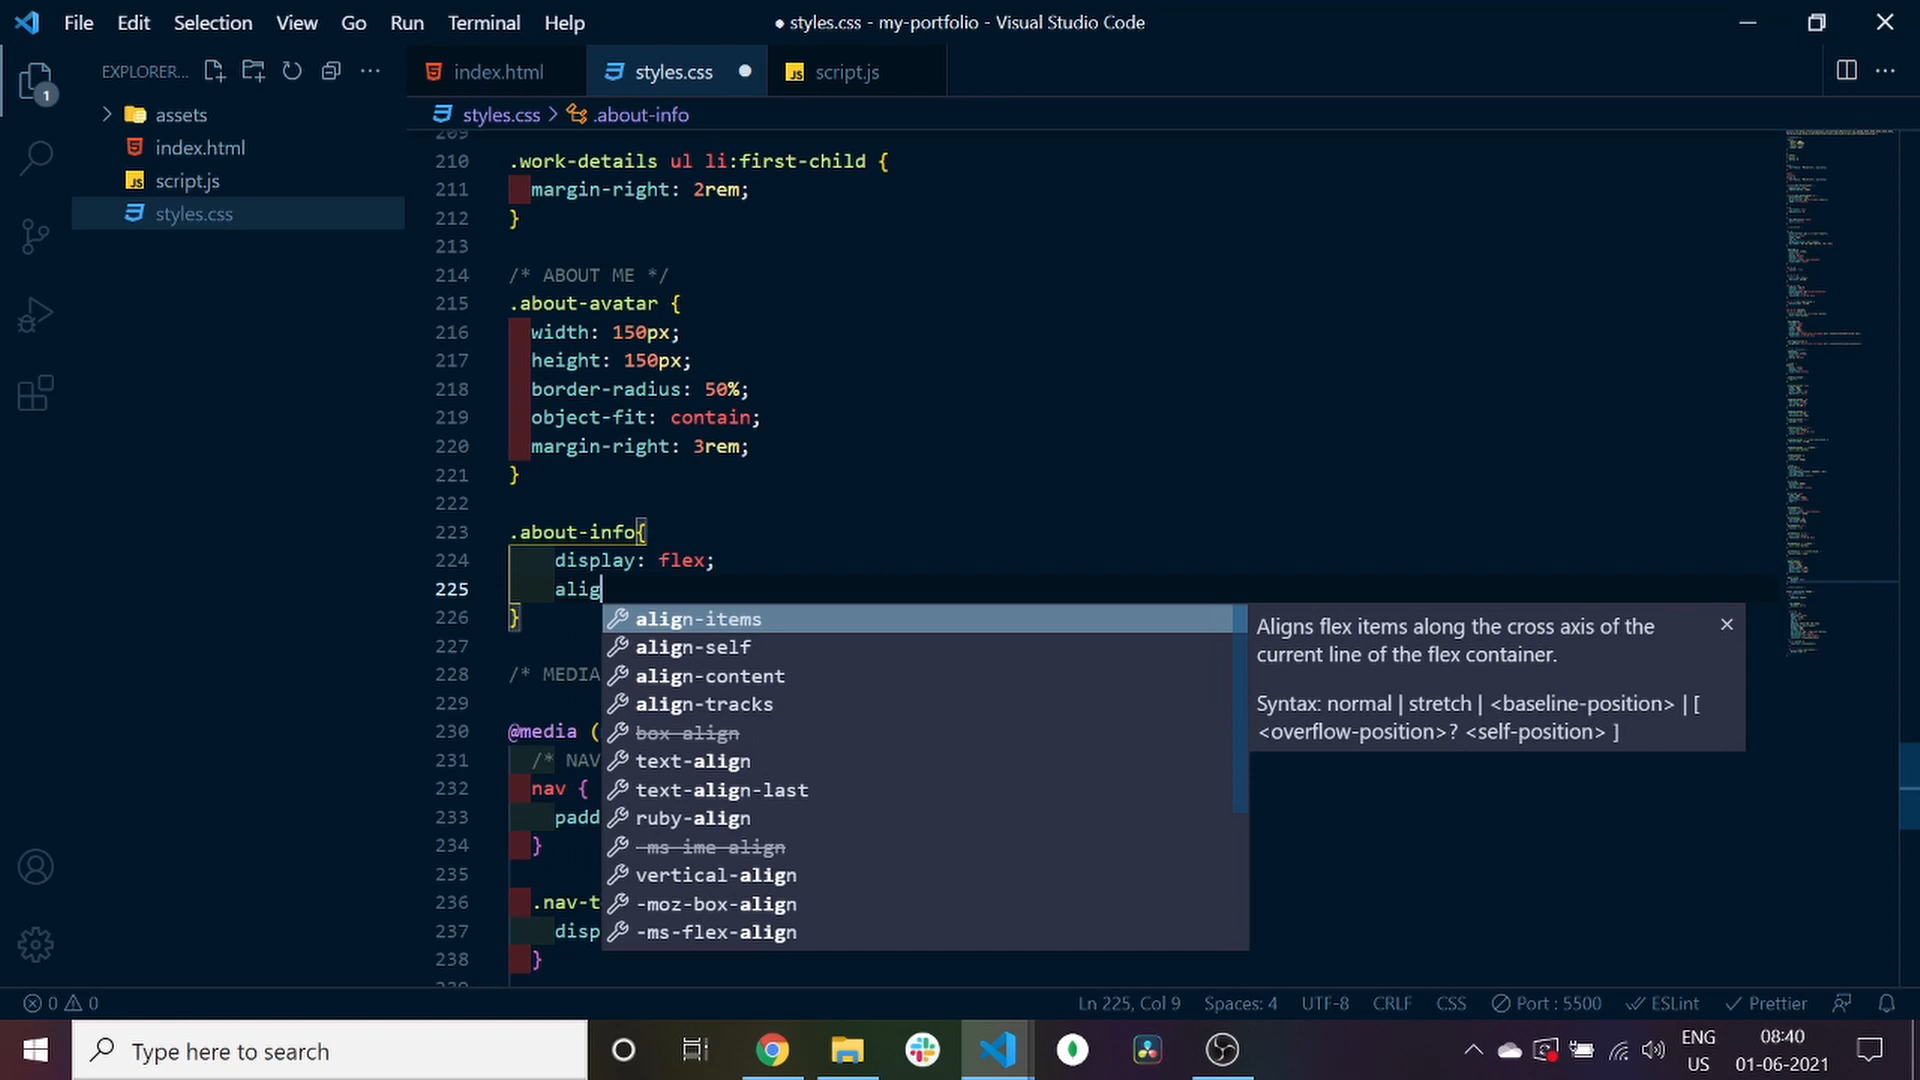 File Edit Selection View Go Run Terminal Help
● styles.css - my-portfolio - Visual Studio Code
EXPLORER...
index.html
styles.css
script.js
1
assets
index.html
script.js
styles.css
styles.css > .about-info
209
210 .work-details ul li:first-child {
211 margin-right: 2rem;
212 }
213
214 /* ABOUT ME */
215 .about-avatar {
216 width: 150px;
217 height: 150px;
218 border-radius: 50%;
219 object-fit: contain;
220 margin-right: 3rem;
221 }
222
223 .about-info{
224 display: flex;
225 alig
226 }
227
228 /* MEDIA
229
230 @media (
231 /* NAV
232 nav {
233 padd
234 }
235
236 .nav-t
237 disp
238 }
239
align-items
align-self
align-content
align-tracks
box-align
text-align
text-align-last
ruby-align
-ms-ime-align
vertical-align
-moz-box-align
-ms-flex-align
Aligns flex items along the cross axis of the
current line of the flex container.
Syntax: normal | stretch | <baseline-position> | [
<overflow-position>? <self-position> ]
0 0
Ln 225, Col 9 Spaces: 4 UTF-8 CRLF CSS Port : 5500 ESLint Prettier
Type here to search
ENG
US
08:40
01-06-2021